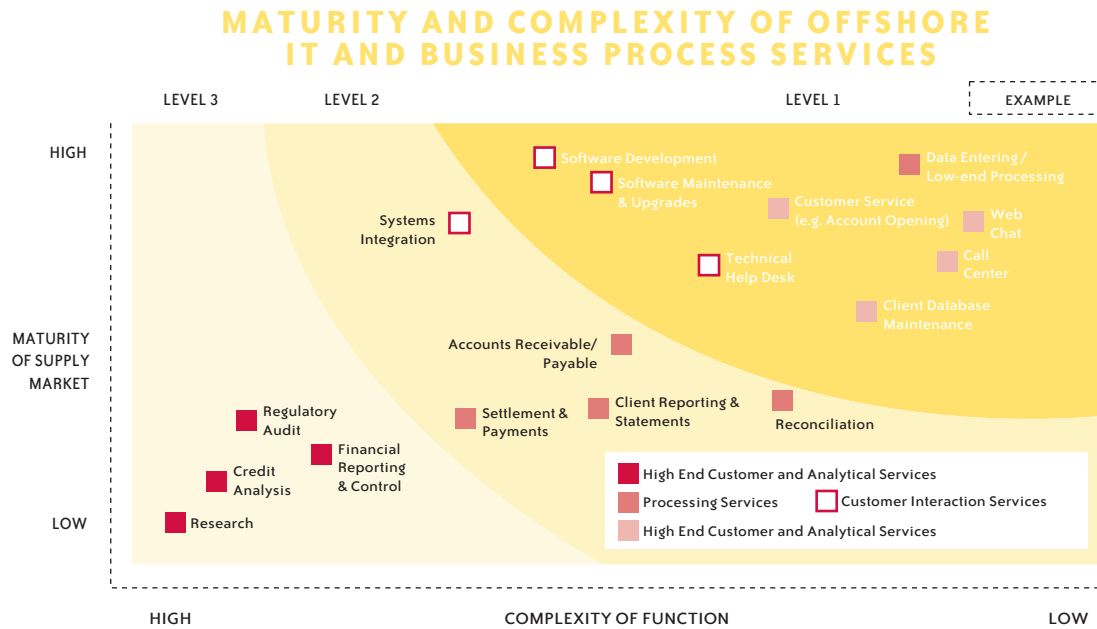 MATURITY AND COMPLEXITY OF OFFSHORE
IT AND BUSINESS PROCESS SERVICES
LEVEL 3
LEVEL 2
LEVEL 1
EXAMPLE
HIGH
Software Development
Data Entering /
Low-end Processing
Software Maintenance
& Upgrades
Customer Service
(e.g. Account Opening)
Web
Chat
Systems
Integration
Technical
Help Desk
Call
Center
Client Database
Maintenance
MATURITY
OF SUPPLY
MARKET
Accounts Receivable/
Payable
Regulatory
Audit
Settlement &
Payments
Client Reporting &
Statements
Reconciliation
Financial
Reporting
& Control
Credit
Analysis
Research
LOW
High End Customer and Analytical Services
Processing Services
Customer Interaction Services
High End Customer and Analytical Services
HIGH
COMPLEXITY OF FUNCTION
LOW